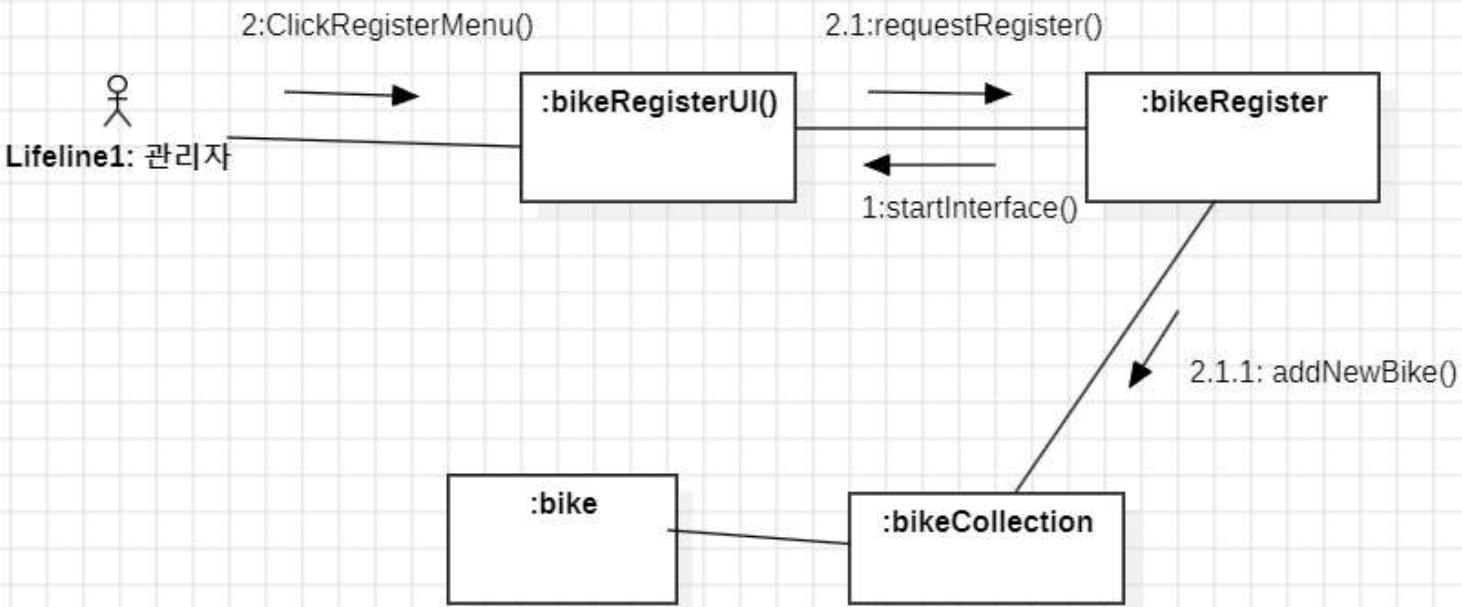 2:ClickRegisterMenu()
2.1:requestRegister()
:bikeRegisterUI()
:bikeRegister
Lifeline1: 관리자
1:startInterface()
2.1.1: addNewBike()
:bike
:bikeCollection